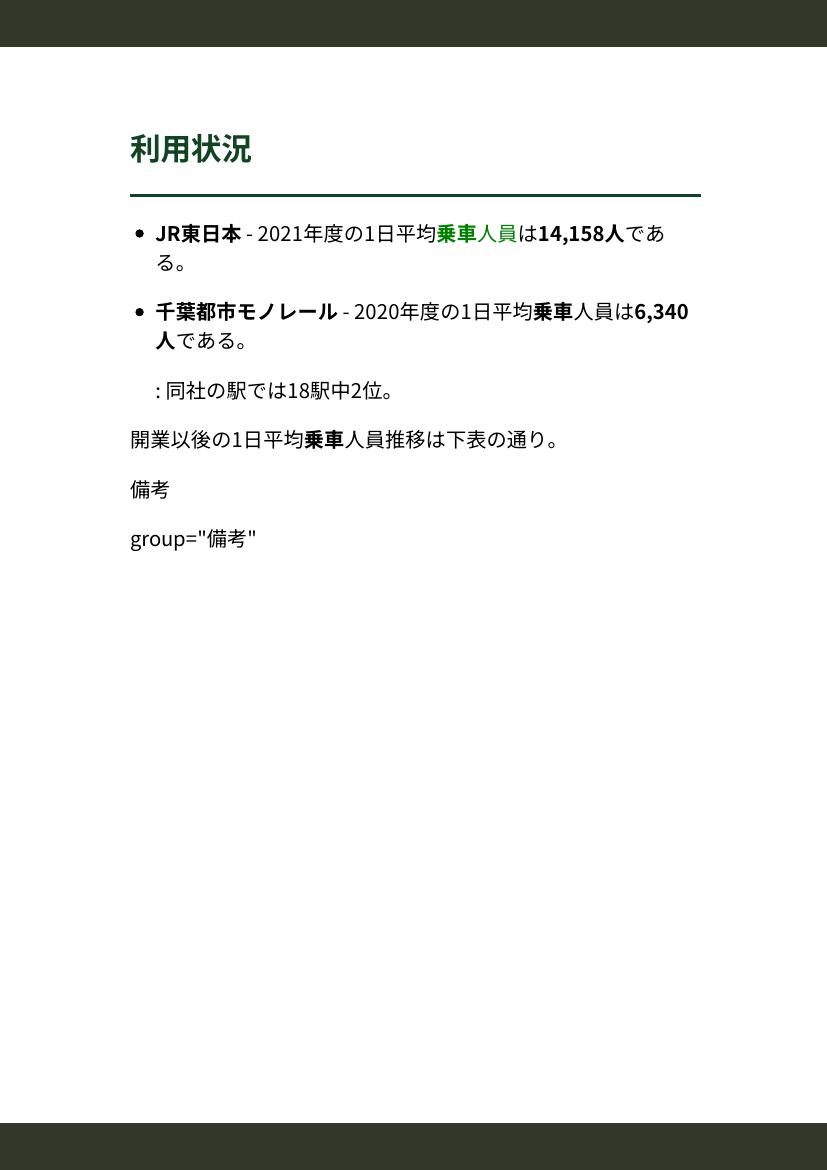 利用状況
JR東日本 - 2021年度の1日平均乗車人員は14,158人であ
る。
千葉都市モノレール - 2020年度の1日平均乗車人員は6,340
人である。
: 同社の駅では18駅中2位。
開業以後の1日平均乗車人員推移は下表の通り。
備考
group="備考"